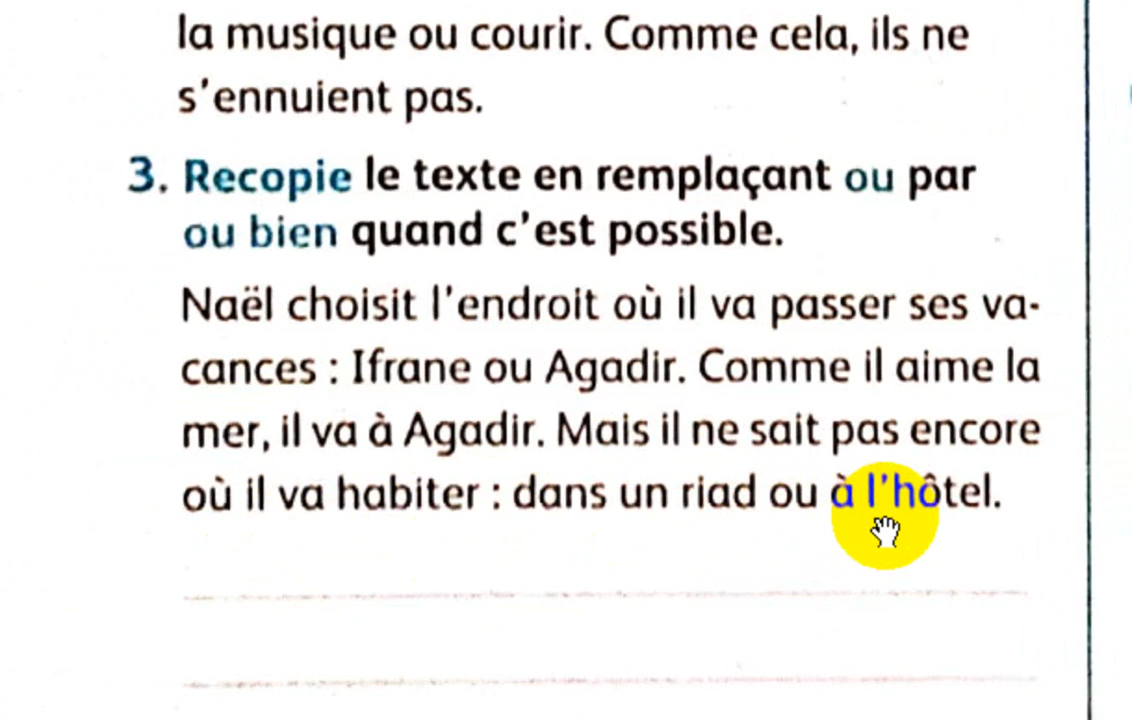 la musique ou courir. Comme cela, ils ne
s'ennuient pas.
3. Recopie le texte en remplaçant ou par
ou bien quand c'est possible.
Naël choisit l'endroit où il va passer ses va-
cances : Ifrane ou Agadir. Comme il aime la
mer, il va à Agadir. Mais il ne sait pas encore
où il va habiter : dans un riad ou à l'hôtel.